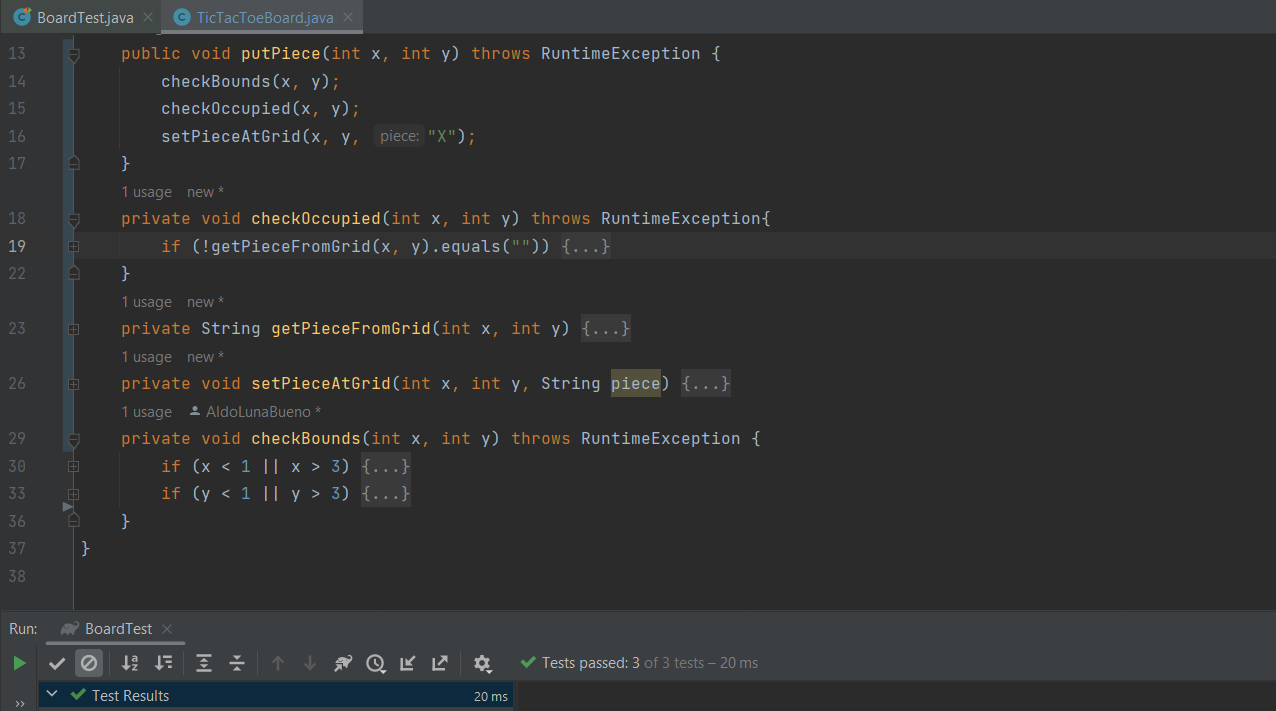 BoardTest.java TicTacToeBoard.java
13 public void putPiece(int x, int y) throws RuntimeException {
14 checkBounds(x, y);
15 checkOccupied(x, y);
16 setPieceAtGrid(x, y, piece: "X");
17 }
1 usage new *
18 private void checkOccupied(int x, int y) throws RuntimeException{
19 if (!getPieceFromGrid(x, y).equals("")) {...}
22 }
1 usage new *
23 private String getPieceFromGrid(int x, int y) {...}
1 usage new *
26 private void setPieceAtGrid(int x, int y, String piece) {...}
1 usage AldoLunaBueno *
29 private void checkBounds(int x, int y) throws RuntimeException {
30 if (x < 1 || x > 3) {...}
33 if (y < 1 || y > 3) {...}
36 }
37 }
38
Run: BoardTest
Tests passed: 3 of 3 tests – 20 ms
Test Results 20 ms